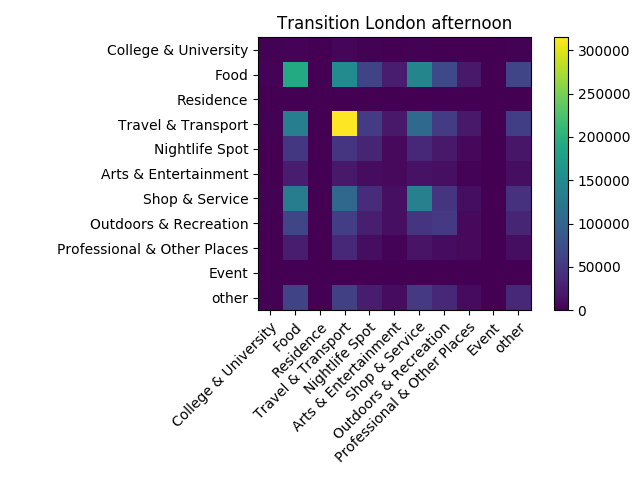 Transition London afternoon
College & University
Food
Residence
Travel & Transport
Nightlife Spot
Arts & Entertainment
Shop & Service
Outdoors & Recreation
Professional & Other Places
Event
other
College & University
Food
Residence
Travel & Transport
Nightlife Spot
Arts & Entertainment
Shop & Service
Outdoors & Recreation
Professional & Other Places
Event
other
300000
250000
200000
150000
100000
50000
0